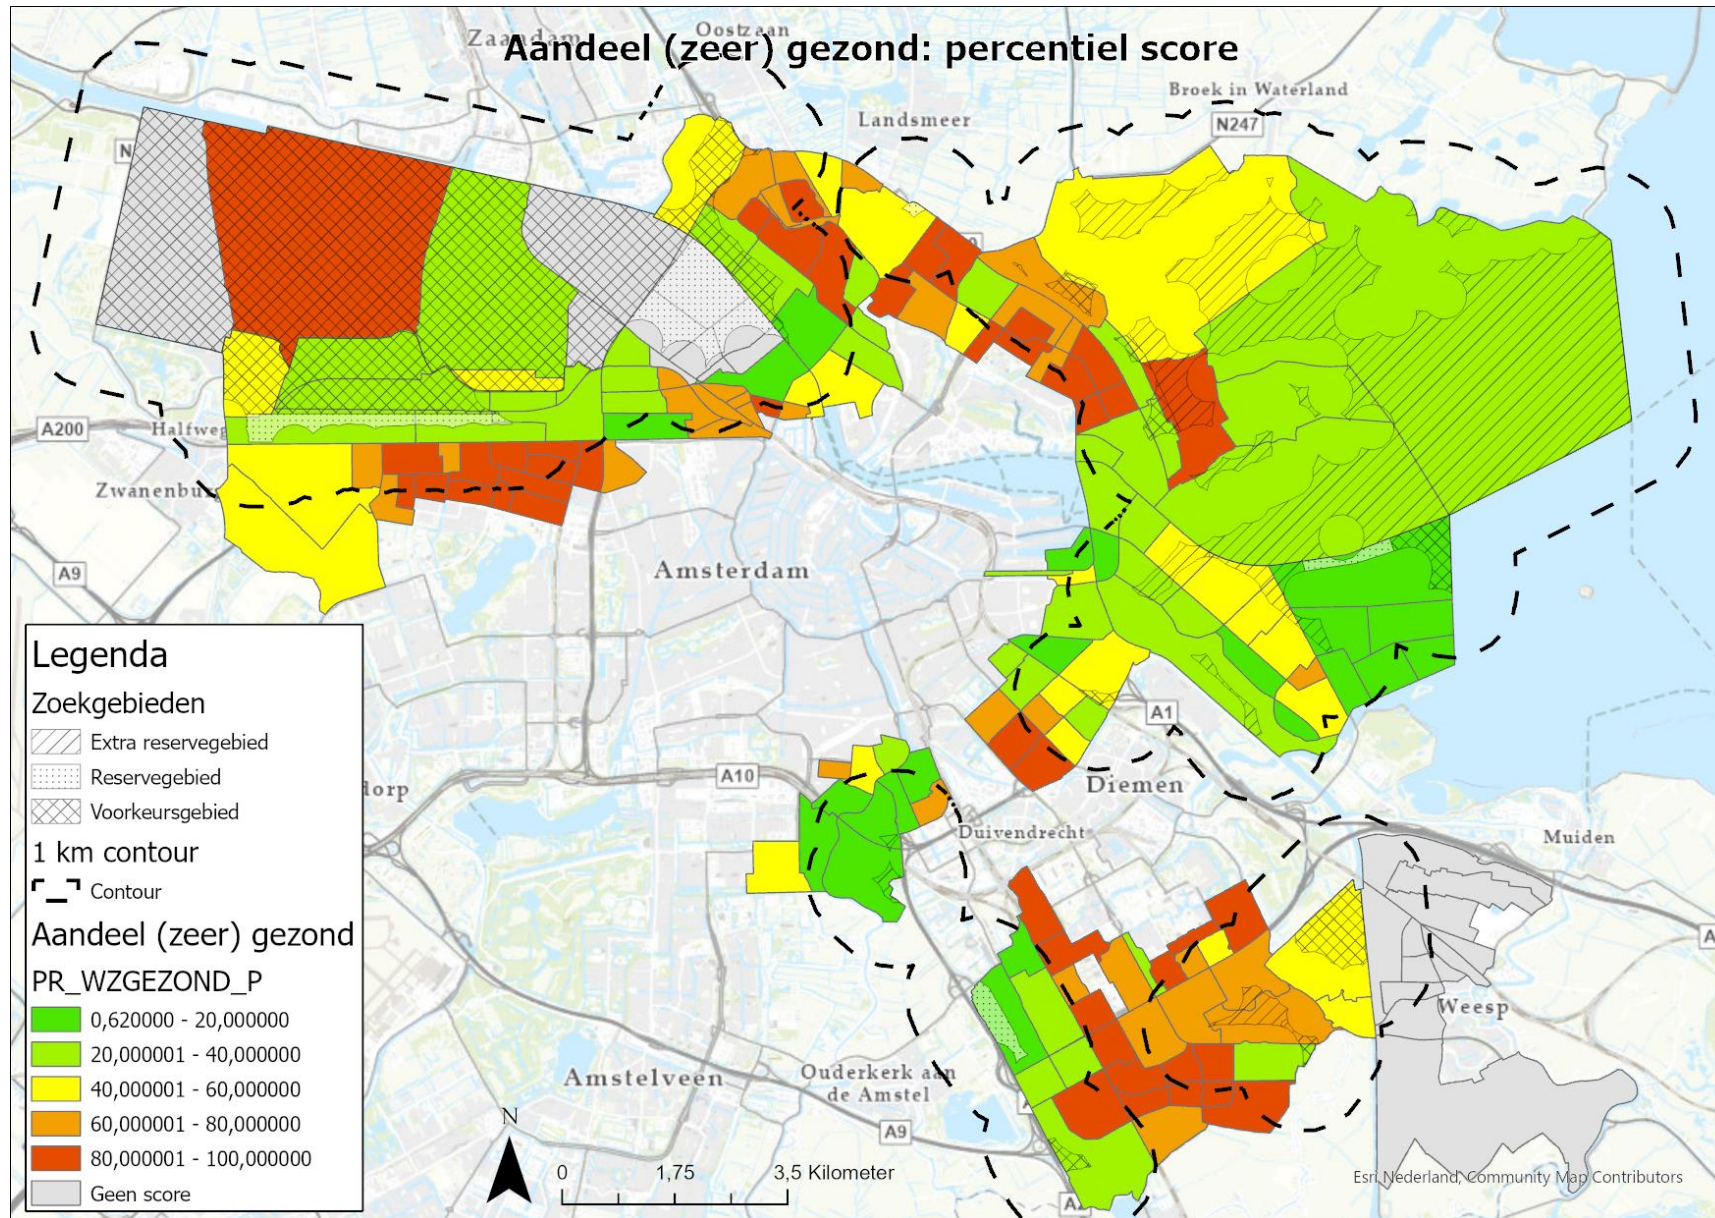 Zaandam
Oostzaan
Aandeel (zeer) gezond: percentiel score
Broek in Waterland
Landsmeer
N247
N
A200
Halfweg
Zwanenbur
A9
Amsterdam
Legenda
Zoekgebieden
Extra reservegebied
Reservegebied
Voorkeursgebied
1 km contour
Contour
Aandeel (zeer) gezond
PR_WZGEZOND_P
0,620000 - 20,000000
20,000001 - 40,000000
40,000001 - 60,000000
60,000001 - 80,000000
80,000001 - 100,000000
Geen score
A1
A10
dorp
Diemen
Duivendrecht
Muiden
A
Weesp
Amstelveen
Ouderkerk aan
de Amstel
A9
N
0 1,75 3,5 Kilometer
Esri Nederland, Community Map Contributors